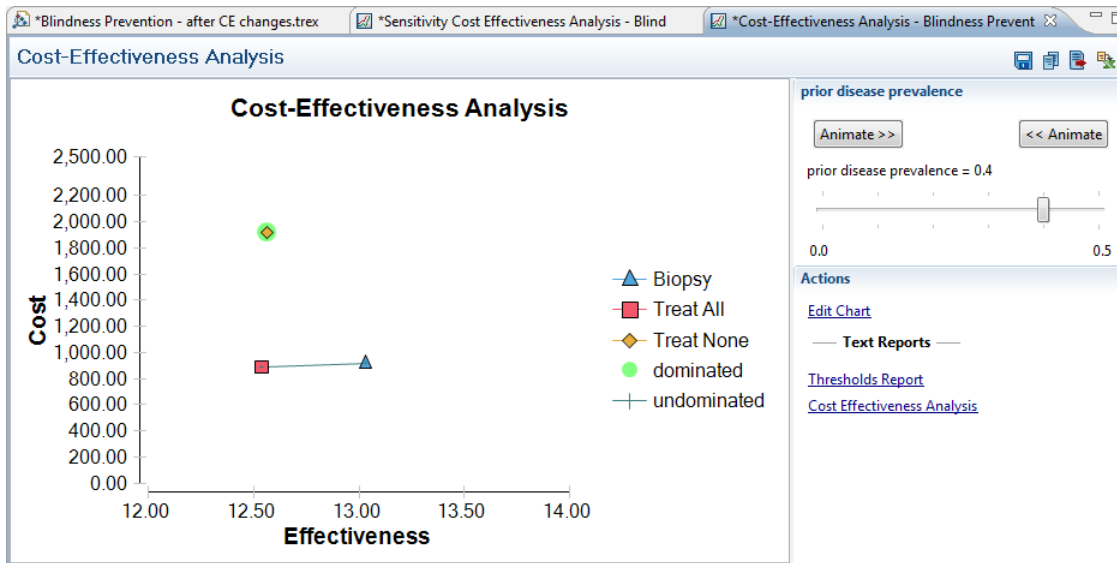 *Blindness Prevention - after CE changes.trex
*Sensitivity Cost Effectiveness Analysis - Blind
*Cost-Effectiveness Analysis - Blindness Prevent
Cost-Effectiveness Analysis
Cost-Effectiveness Analysis
Cost
2,500.00
2,200.00
2,000.00
1,800.00
1,600.00
1,400.00
1,200.00
1,000.00
800.00
600.00
400.00
200.00
0.00
12.00 12.50 13.00 13.50 14.00
Effectiveness
Biopsy
Treat All
Treat None
dominated
undominated
prior disease prevalence
Animate >> << Animate
prior disease prevalence = 0.4
0.0 0.5
Actions
Edit Chart
Text Reports
Thresholds Report
Cost Effectiveness Analysis